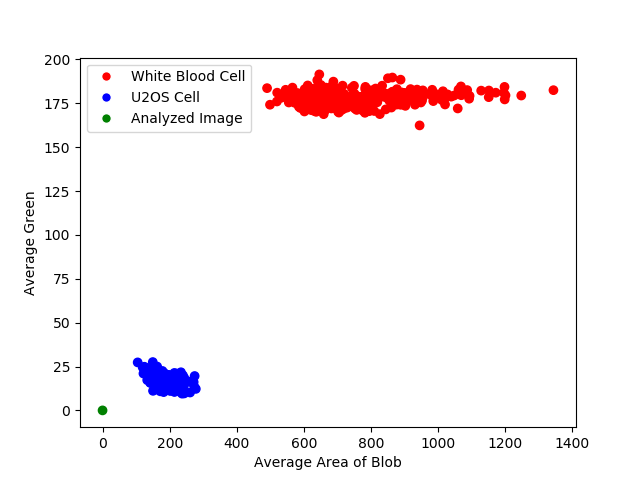 White Blood Cell
U2OS Cell
Analyzed Image
200
175
150
125
100
75
50
25
0
Average Green
0 200 400 600 800 1000 1200 1400
Average Area of Blob